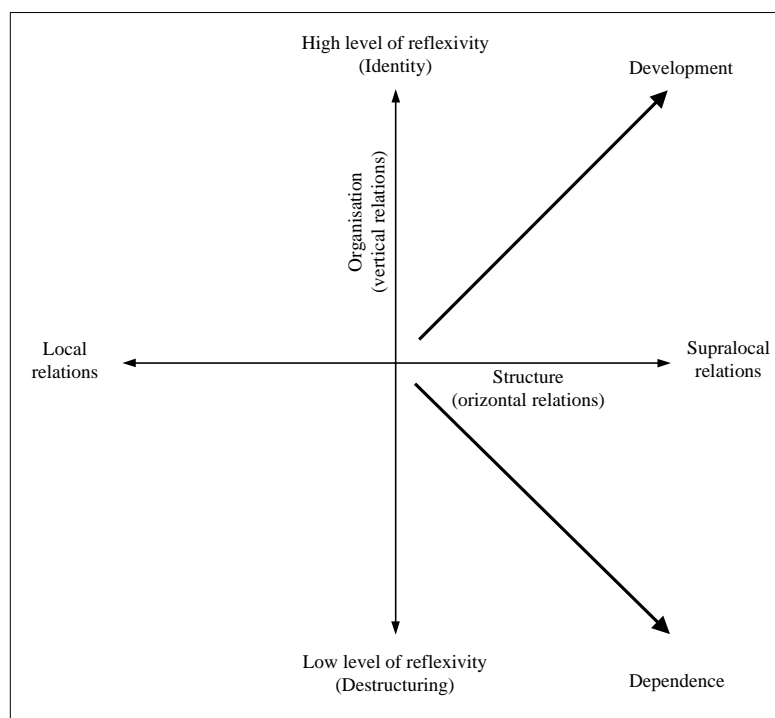 High level of reflexivity
(Identity)
Development
Organisation
(vertical relations)
Local
relations
Supralocal
relations
Structure
(orizontal relations)
Low level of reflexivity
(Destructuring)
Dependence